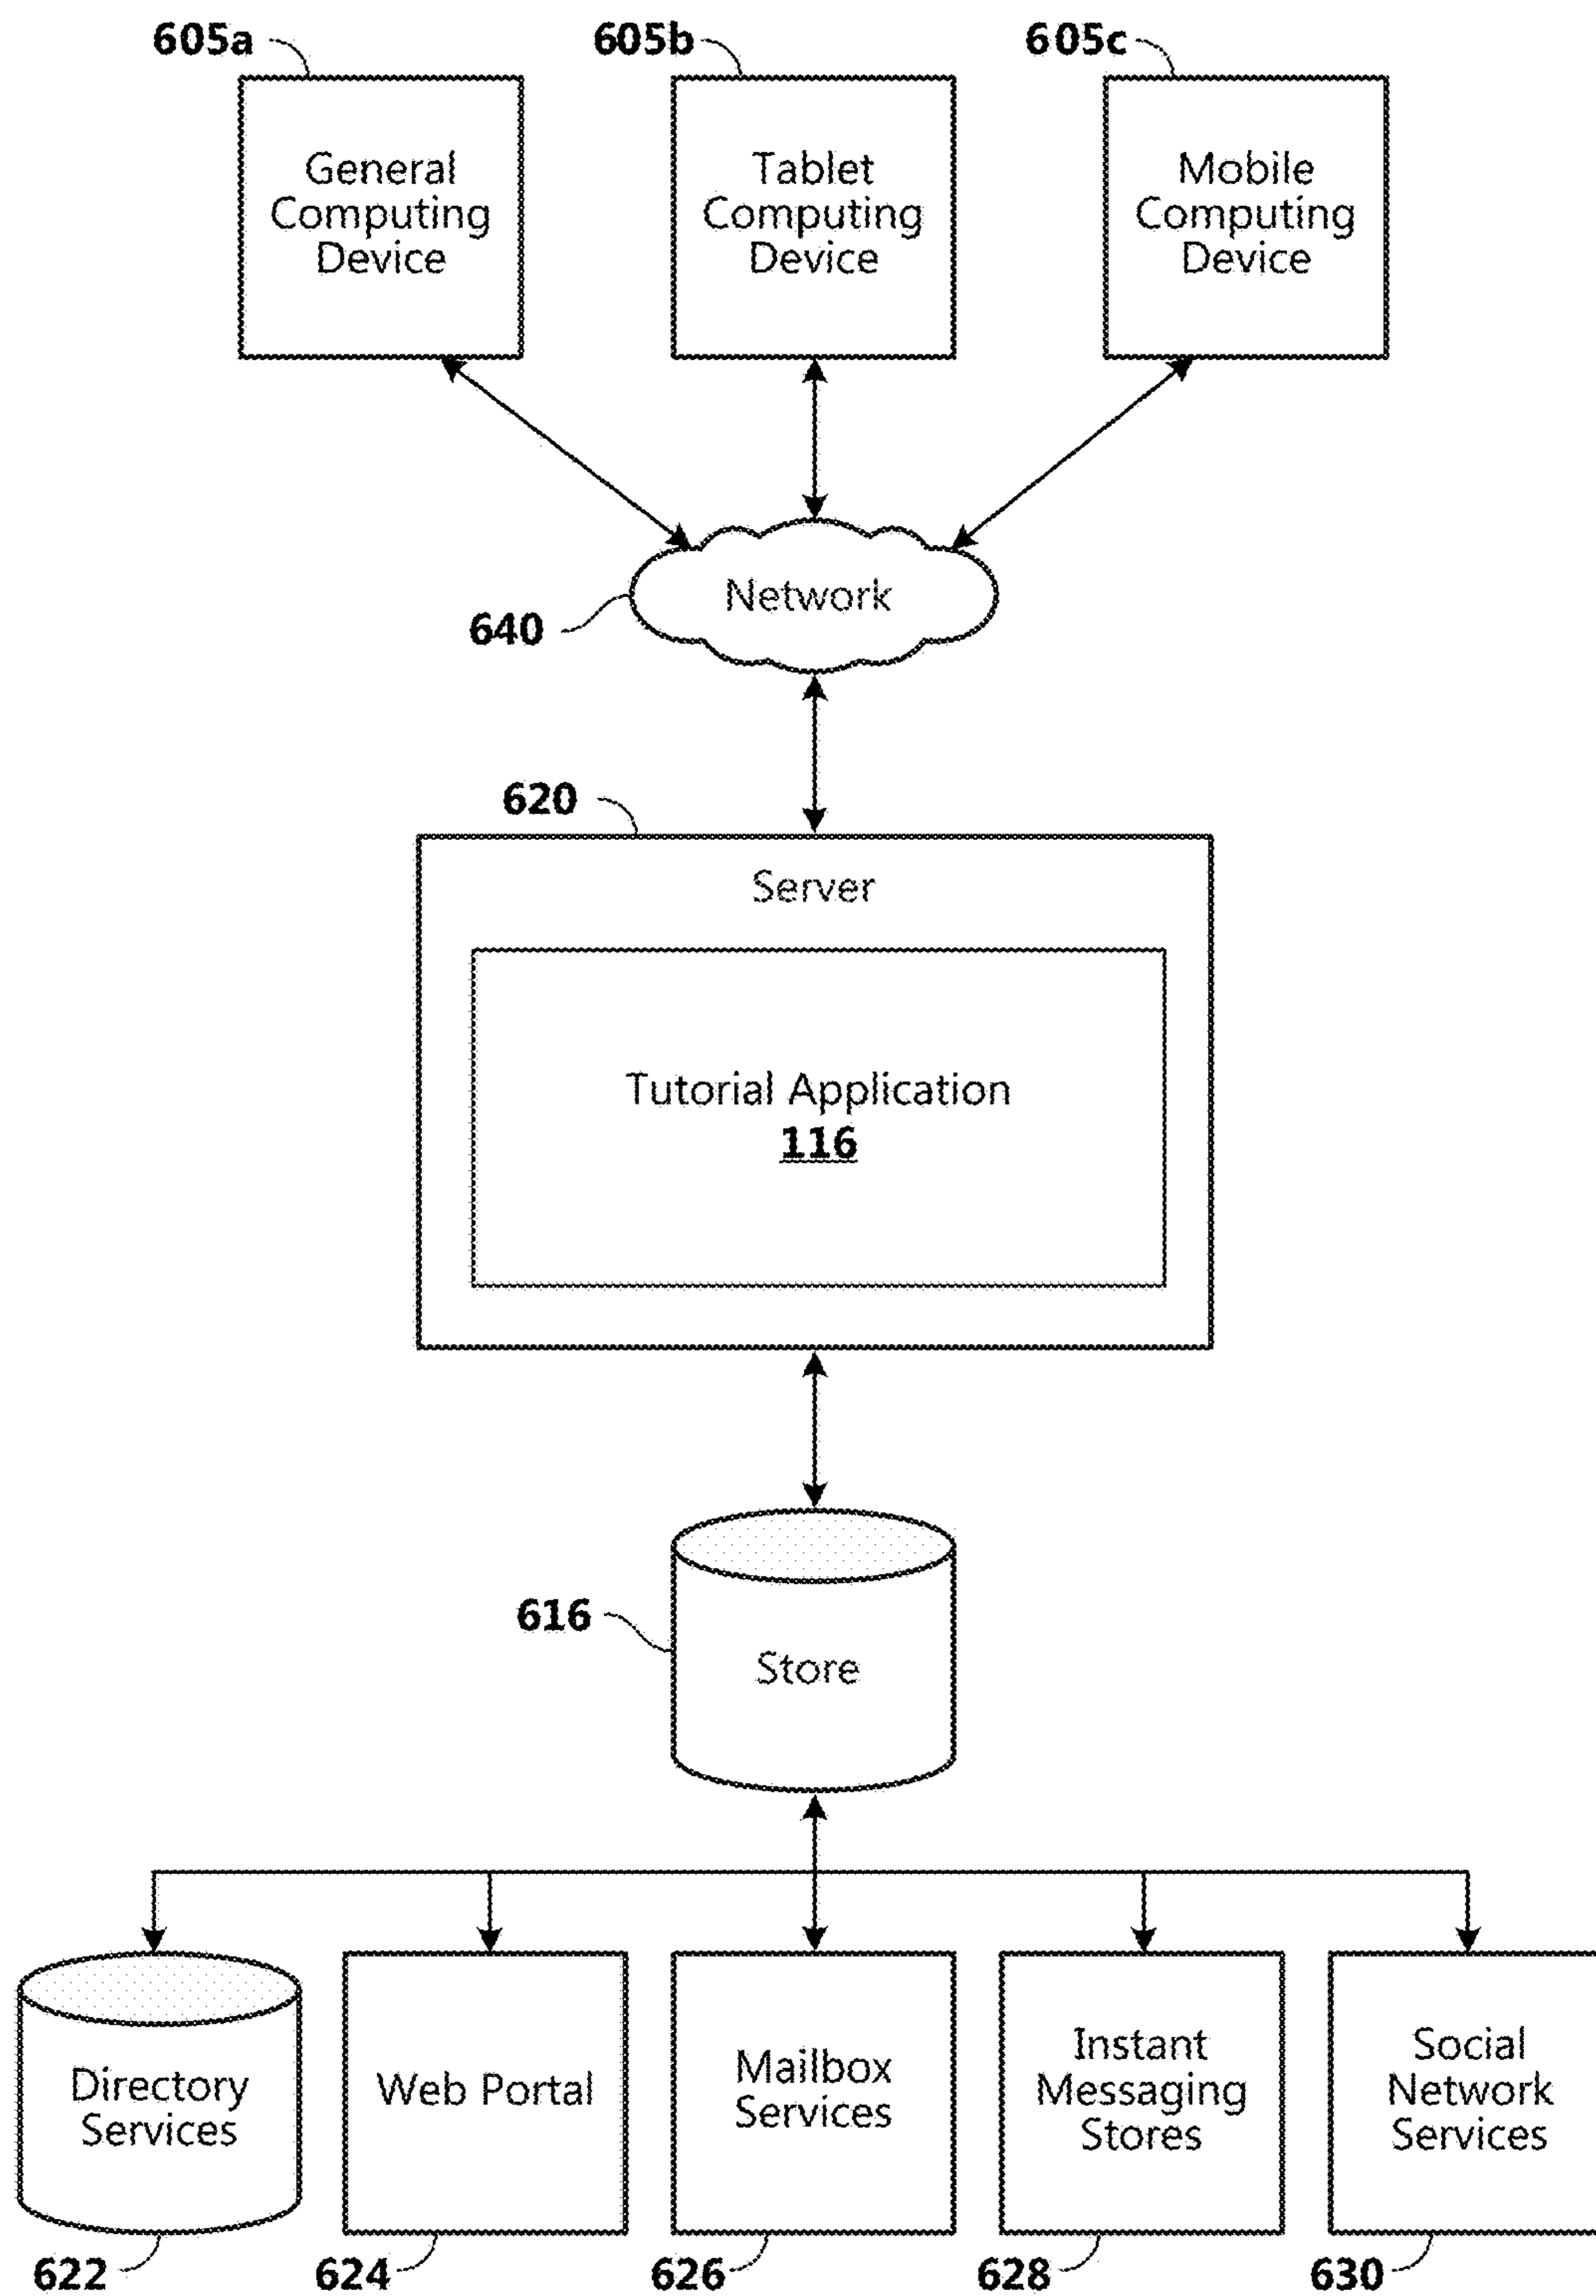 605a
605b
605c
General
Computing
Device
Tablet
Computing
Device
Mobile
Computing
Device
Network
640
620
Server
Tutorial Application
116
616
Store
Directory
Services
Web Portal
Mailbox
Services
Instant
Messaging
Stores
Social
Network
Services
622
624
626
628
630